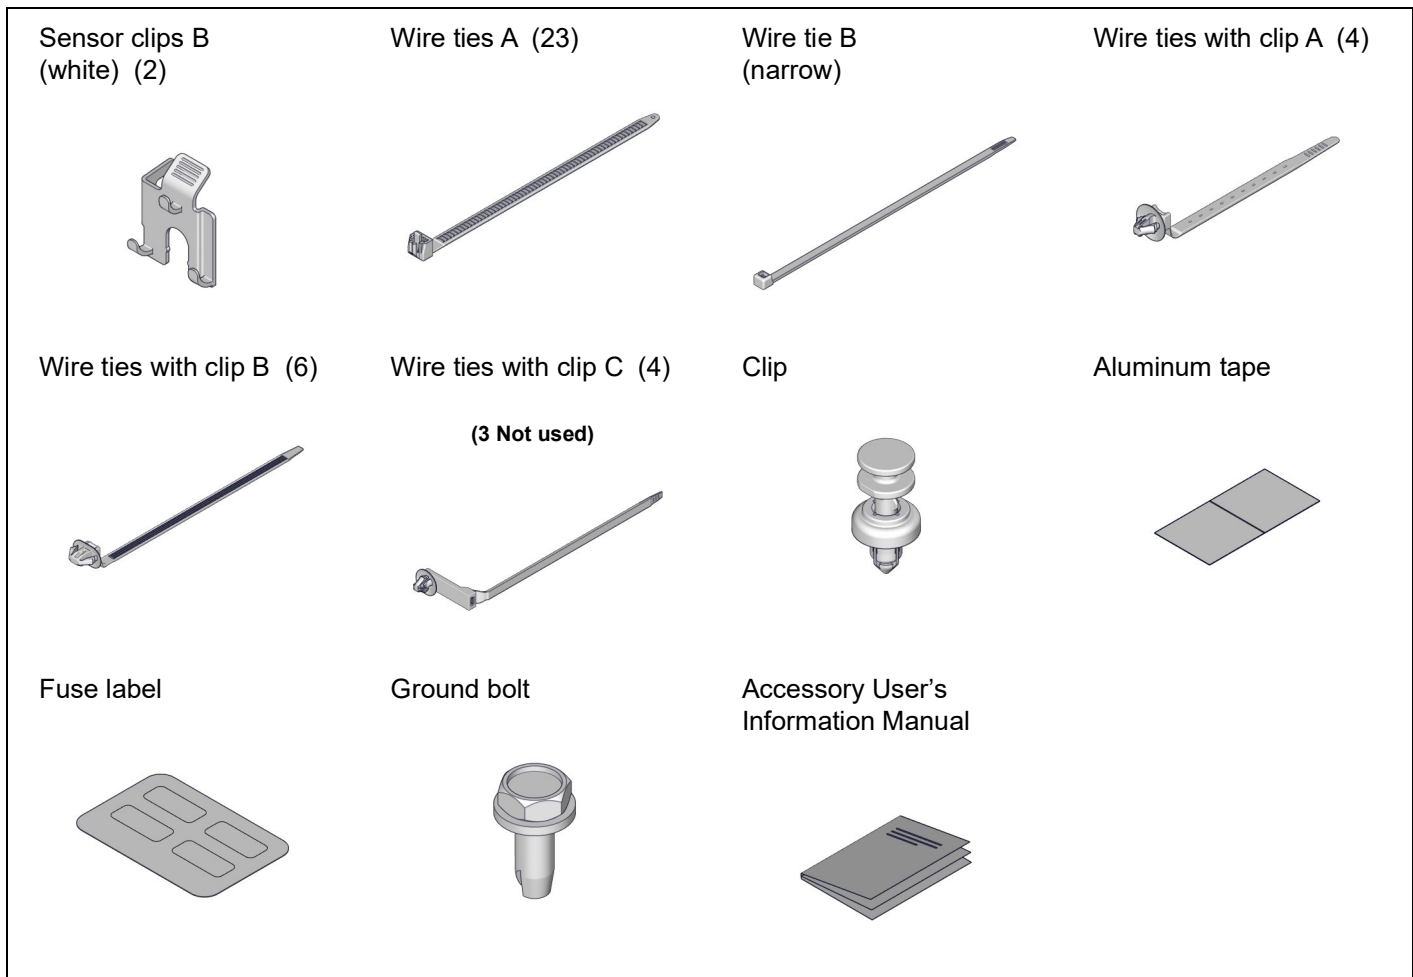 Sensor clips B
(white)  (2)
Wire ties A  (23)
Wire tie B
(narrow)
Wire ties with clip A  (4)
Wire ties with clip B  (6)
Wire ties with clip C  (4)
(3 Not used)
Clip
Aluminum tape
Fuse label
Ground bolt
Accessory User’s
Information Manual